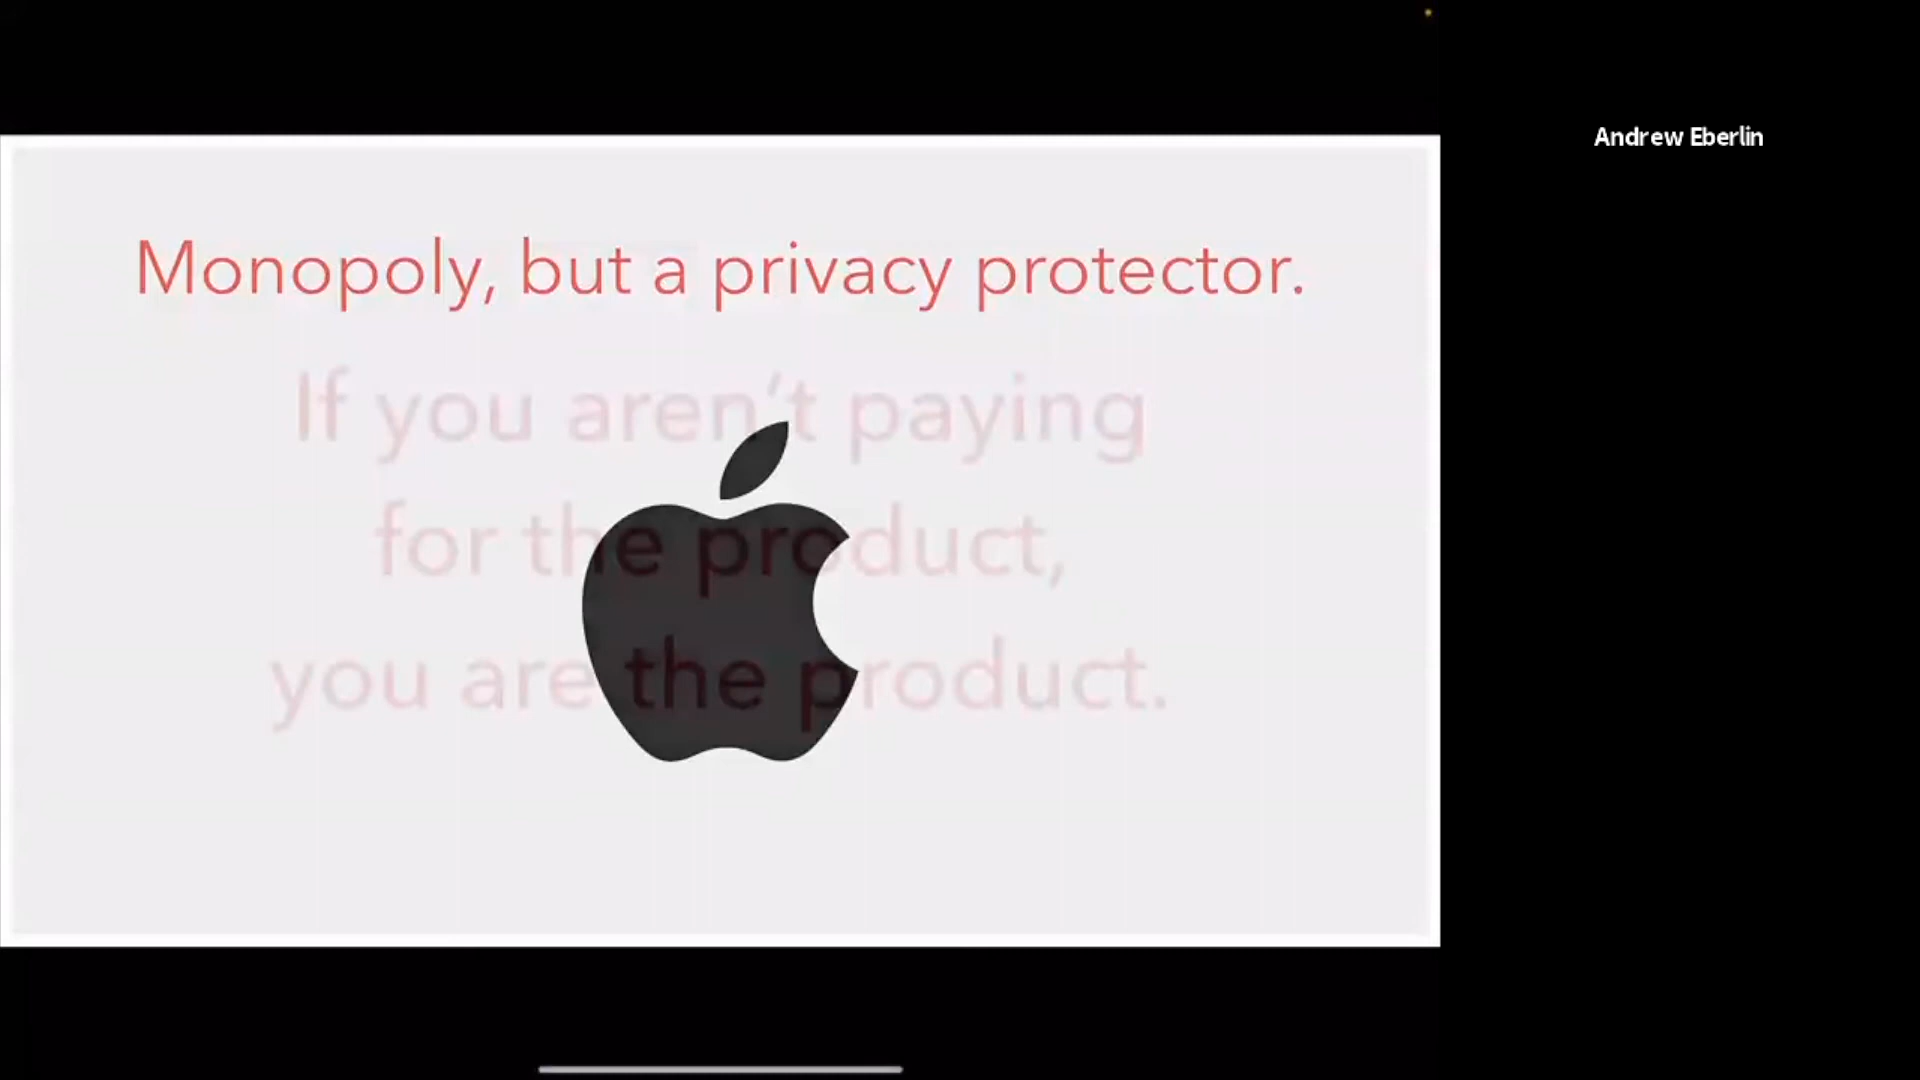 Andrew Eberlin
Monopoly, but a privacy protector.
If you aren’t paying
for the product,
you are the product.